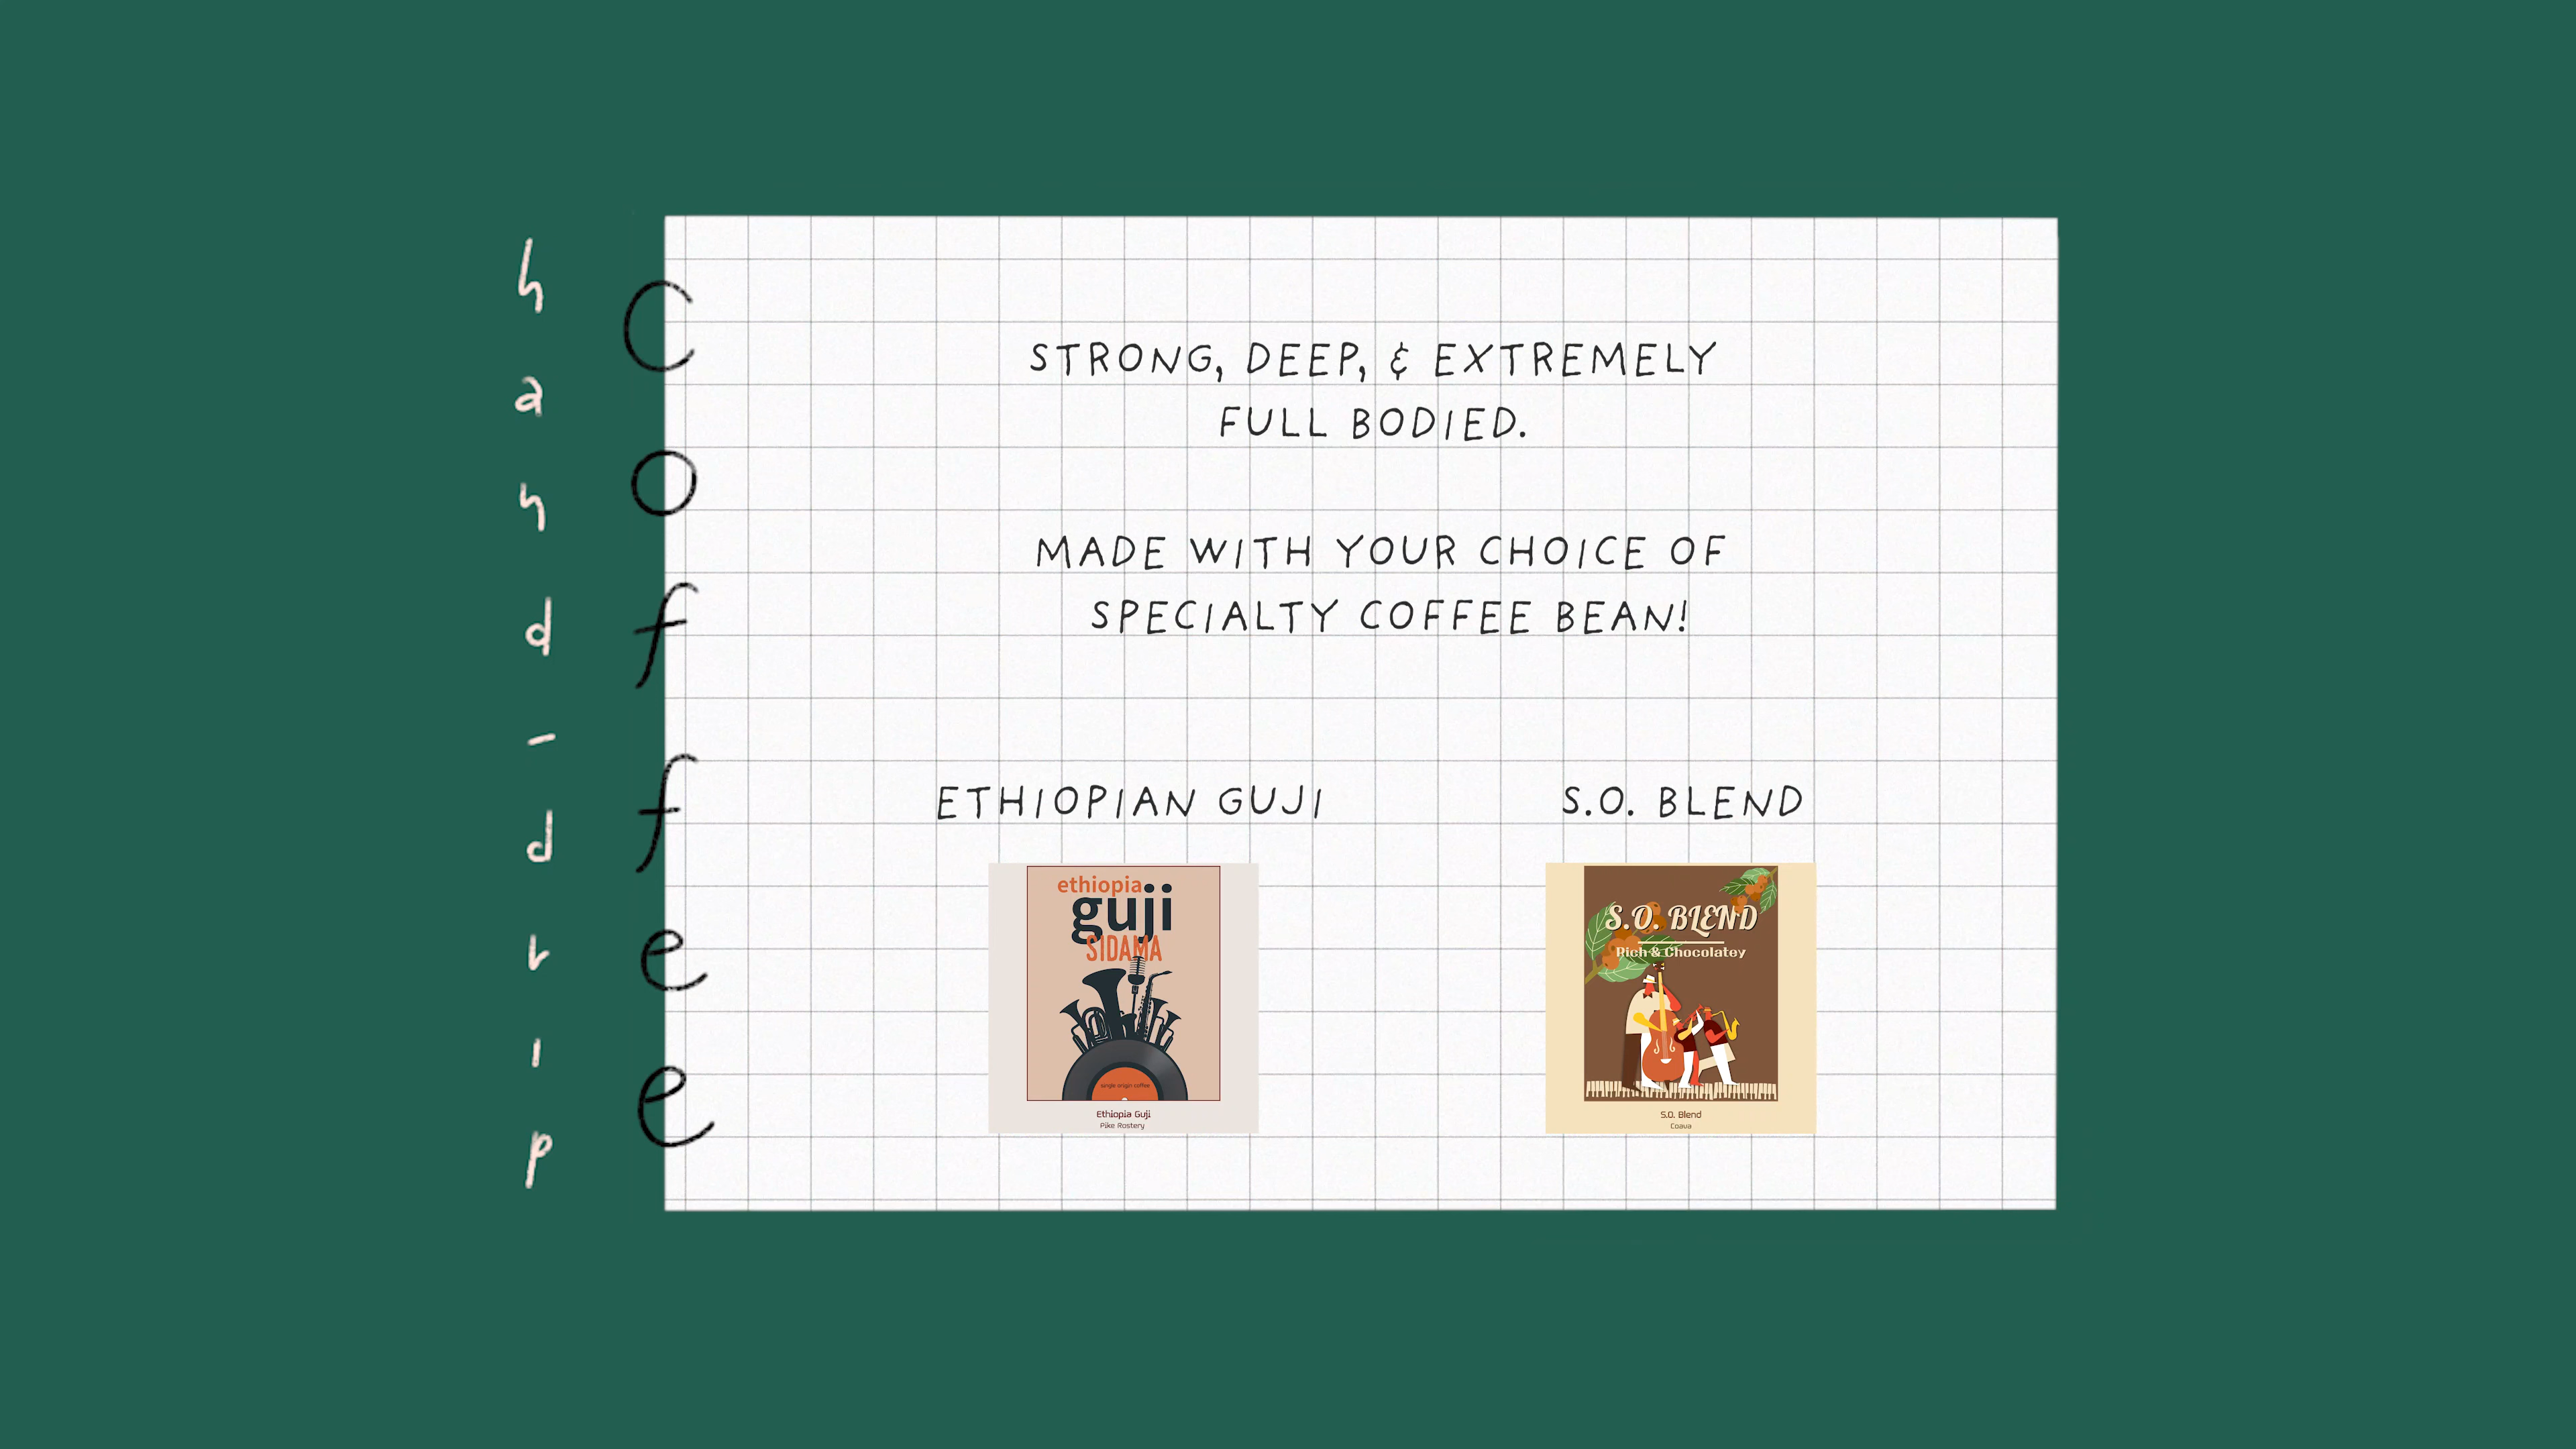 hand-drip
Coffee
STRONG, DEEP, & EXTREMELY
FULL BODIED.
MADE WITH YOUR CHOICE OF
SPECIALTY COFFEE BEAN!
ETHIOPIAN GUJI
ethiopia
guji
SIDAMA
single origin coffee
Ethiopia Guji
Pike Rostery
S.O. BLEND
S.O. BLEND
Rich & Chocolatey
S.O. Blend
Coava